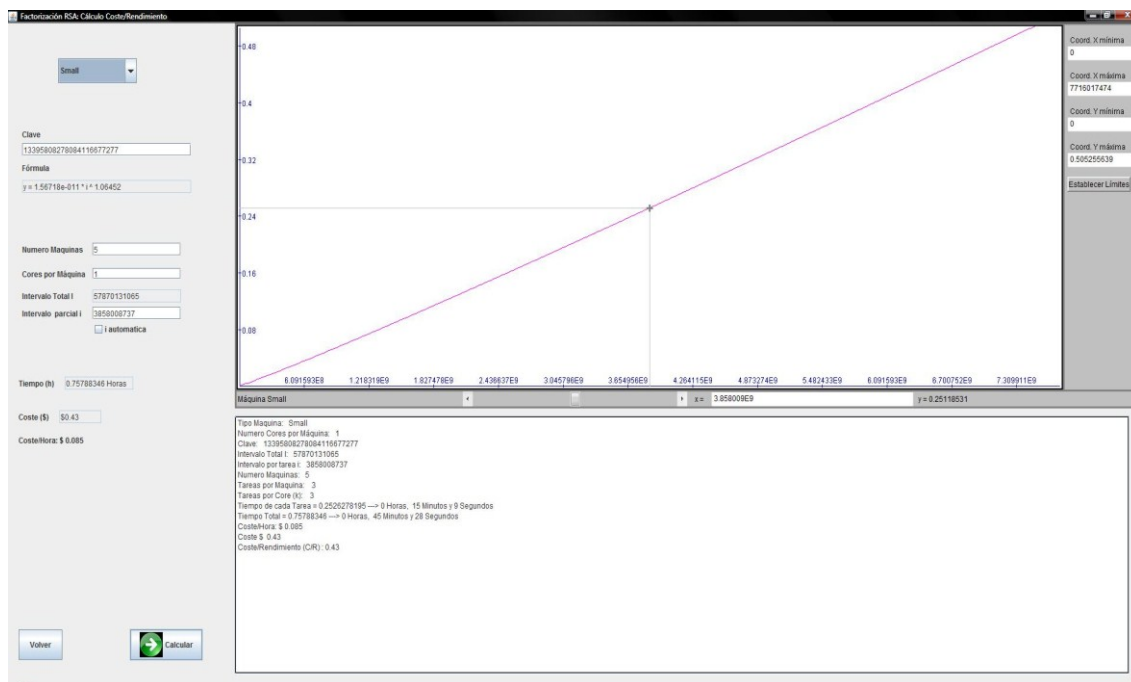 Factorización RSA: Cálculo Coste/Rendimiento
Small
Clave
13395808278084116677277
Fórmula
y = 1.56718e-011 * i ^ 1.06452
Numero Maquinas 5
Cores por Máquina 1
Intervalo Total I 57870131065
Intervalo parcial i 3858008737
i automatica
Tiempo (h) 0.75788346 Horas
Coste ($) $0.43
Coste/Hora: $ 0.085
Volver
Calcular
0.48
0.4
0.32
0.24
0.16
0.08
6.091593E8 1.218319E9 1.827478E9 2.436637E9 3.045796E9 3.654956E9 4.264115E9 4.873274E9 5.482433E9 6.091593E9 6.700752E9 7.309911E9
Máquina Small x = 3.858009E9 y = 0.25118531
Tipo Maquina: Small
Numero Cores por Máquina: 1
Clave: 13395808278084116677277
Intervalo Total I: 57870131065
Intervalo por tarea i: 3858008737
Numero Maquinas: 5
Tareas por Maquina: 3
Tareas por Core (k): 3
Tiempo de cada Tarea = 0.2526278195 ---> 0 Horas, 15 Minutos y 9 Segundos
Tiempo Total = 0.75788346 ---> 0 Horas, 45 Minutos y 28 Segundos
Coste/Hora: $ 0.085
Coste $ 0.43
Coste/Rendimiento (C/R) : 0.43
Coord. X mínima
0
Coord. X máxima
7716017474
Coord. Y mínima
0
Coord. Y máxima
0.505255639
Establecer Límites